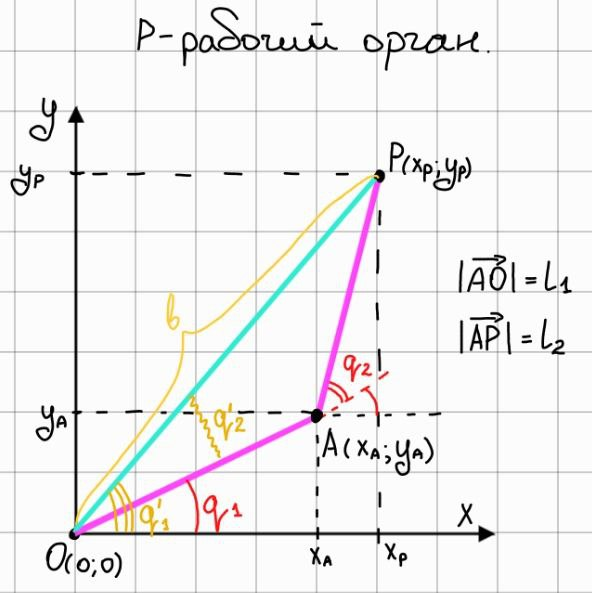 P-рабочий орган.
y
yP
P(xP; yP)
b
|AO| = L1
|AP| = L2
q2
yA
q'2
A(xA; yA)
q'1
q1
x
O(0;0)
xA
xP